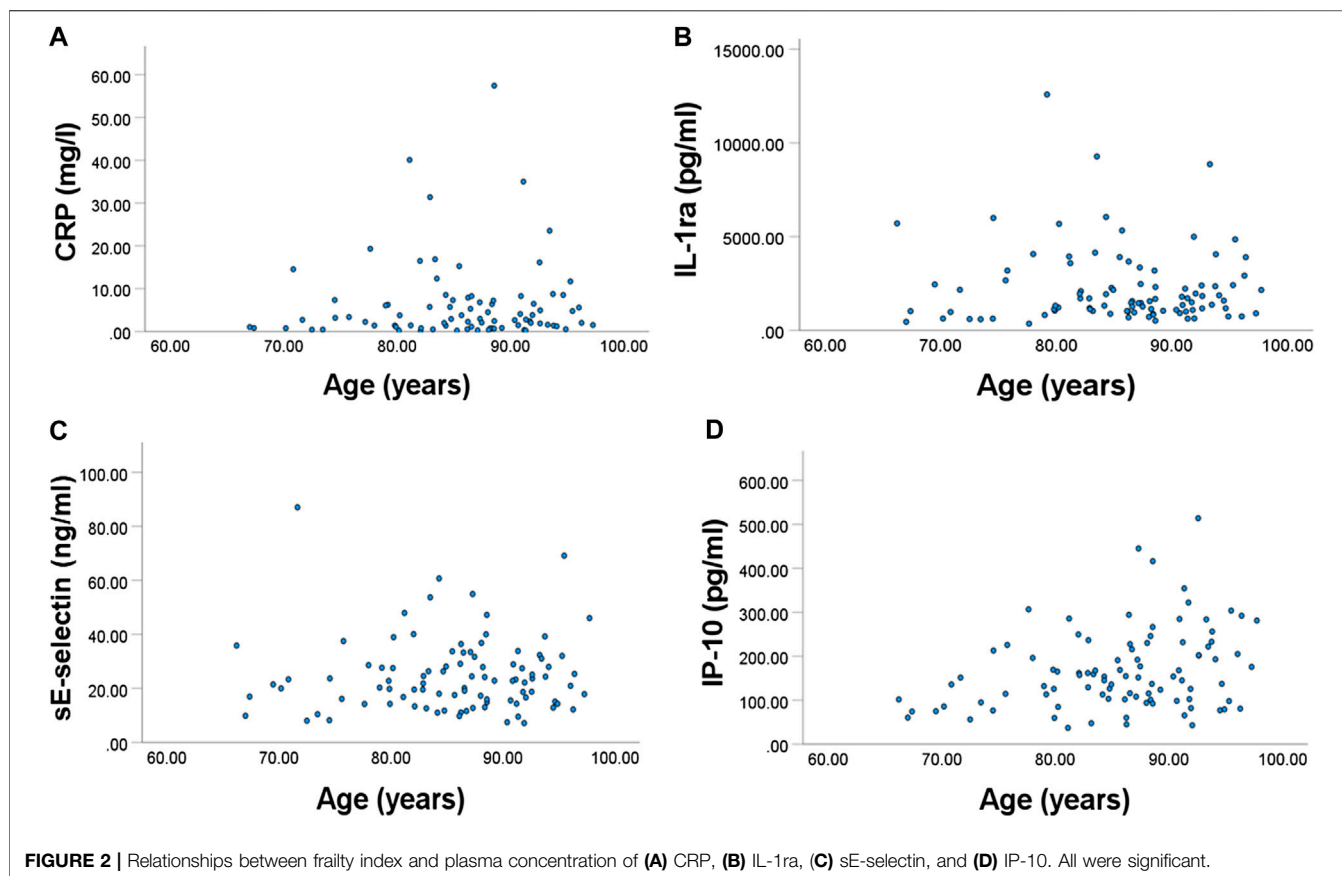 A
CRP (mg/l)
60.00
50.00
40.00
30.00
20.00
10.00
.00
60.00 70.00 80.00 90.00 100.00
Age (years)
B
IL-1ra (pg/ml)
15000.00
10000.00
5000.00
.00
60.00 70.00 80.00 90.00 100.00
Age (years)
C
sE-selectin (ng/ml)
100.00
80.00
60.00
40.00
20.00
.00
60.00 70.00 80.00 90.00 100.00
Age (years)
D
IP-10 (pg/ml)
600.00
500.00
400.00
300.00
200.00
100.00
.00
60.00 70.00 80.00 90.00 100.00
Age (years)
FIGURE 2 | Relationships between frailty index and plasma concentration of (A) CRP, (B) IL-1ra, (C) sE-selectin, and (D) IP-10. All were significant.